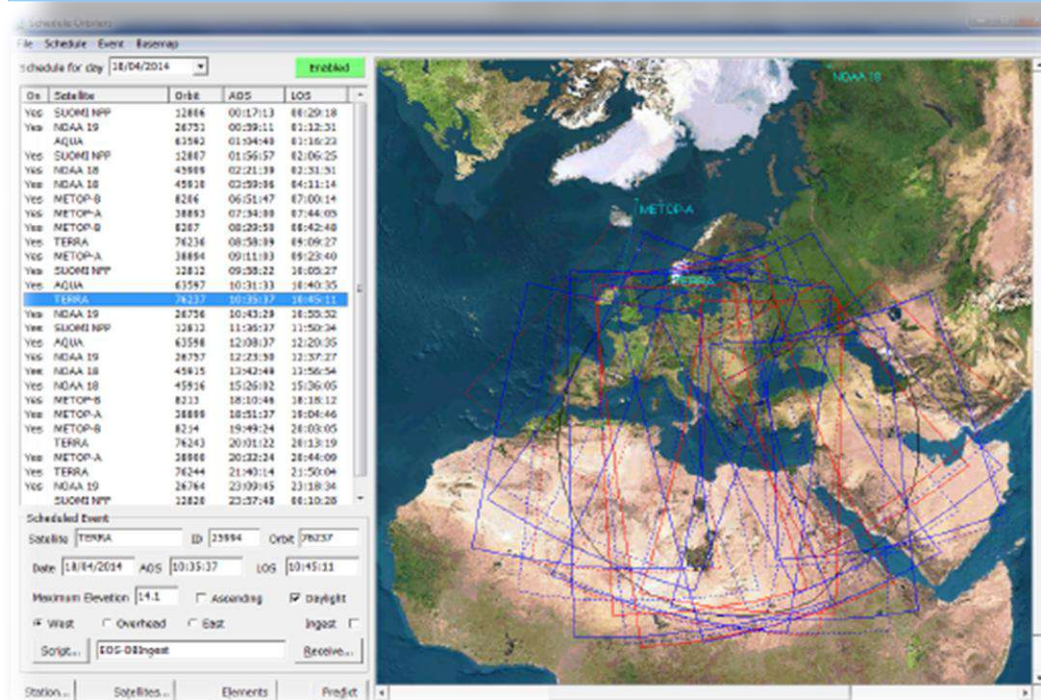 Schedule Orbiters
File Schedule Event Basemap
Schedule for day 18/04/2014 Enabled
On Satellite Orbit AOS LOS
Yes SUOMI NPP 12806 00:17:13 00:29:18
Yes NOAA 19 26751 00:59:11 01:12:31
AQUA 63592 01:04:40 01:16:23
Yes SUOMI NPP 12807 01:56:57 02:06:25
Yes NOAA 18 45909 02:21:39 02:31:51
Yes NOAA 18 45910 03:59:06 04:11:14
Yes METOP-B 8206 06:51:47 07:00:14
Yes METOP-A 38893 07:34:00 07:44:05
Yes METOP-B 8207 08:29:50 08:42:48
Yes TERRA 76236 08:58:09 09:09:27
Yes METOP-A 38894 09:11:03 09:23:40
Yes SUOMI NPP 12812 09:58:22 10:05:27
Yes AQUA 63597 10:31:33 10:40:35
TERRA 76237 10:35:37 10:45:11
Yes NOAA 19 26756 10:43:29 10:55:52
Yes SUOMI NPP 12813 11:36:37 11:50:34
Yes AQUA 63598 12:08:37 12:20:35
Yes NOAA 19 26757 12:23:50 12:37:27
Yes NOAA 18 45915 13:42:49 13:56:54
Yes NOAA 18 45916 15:26:02 15:36:05
Yes METOP-B 8213 18:10:46 18:18:12
Yes METOP-A 38899 18:51:37 19:04:46
Yes METOP-B 8214 19:49:24 20:03:05
TERRA 76243 20:01:22 20:13:19
Yes METOP-A 38900 20:32:24 20:44:09
Yes TERRA 76244 21:40:14 21:50:04
Yes NOAA 19 26764 23:09:45 23:18:34
SUOMI NPP 12820 23:57:48 00:10:28
Scheduled Event
Satellite TERRA ID 25994 Orbit 76237
Date 18/04/2014 AOS 10:35:37 LOS 10:45:11
Maximum Elevation 14.1 Ascending Daylight
West Overhead East Ingest
Script... EOS-DBIngest Receive...
Station... Satellites... Elements Predict
NOAA 18
METOP-A
TERRA